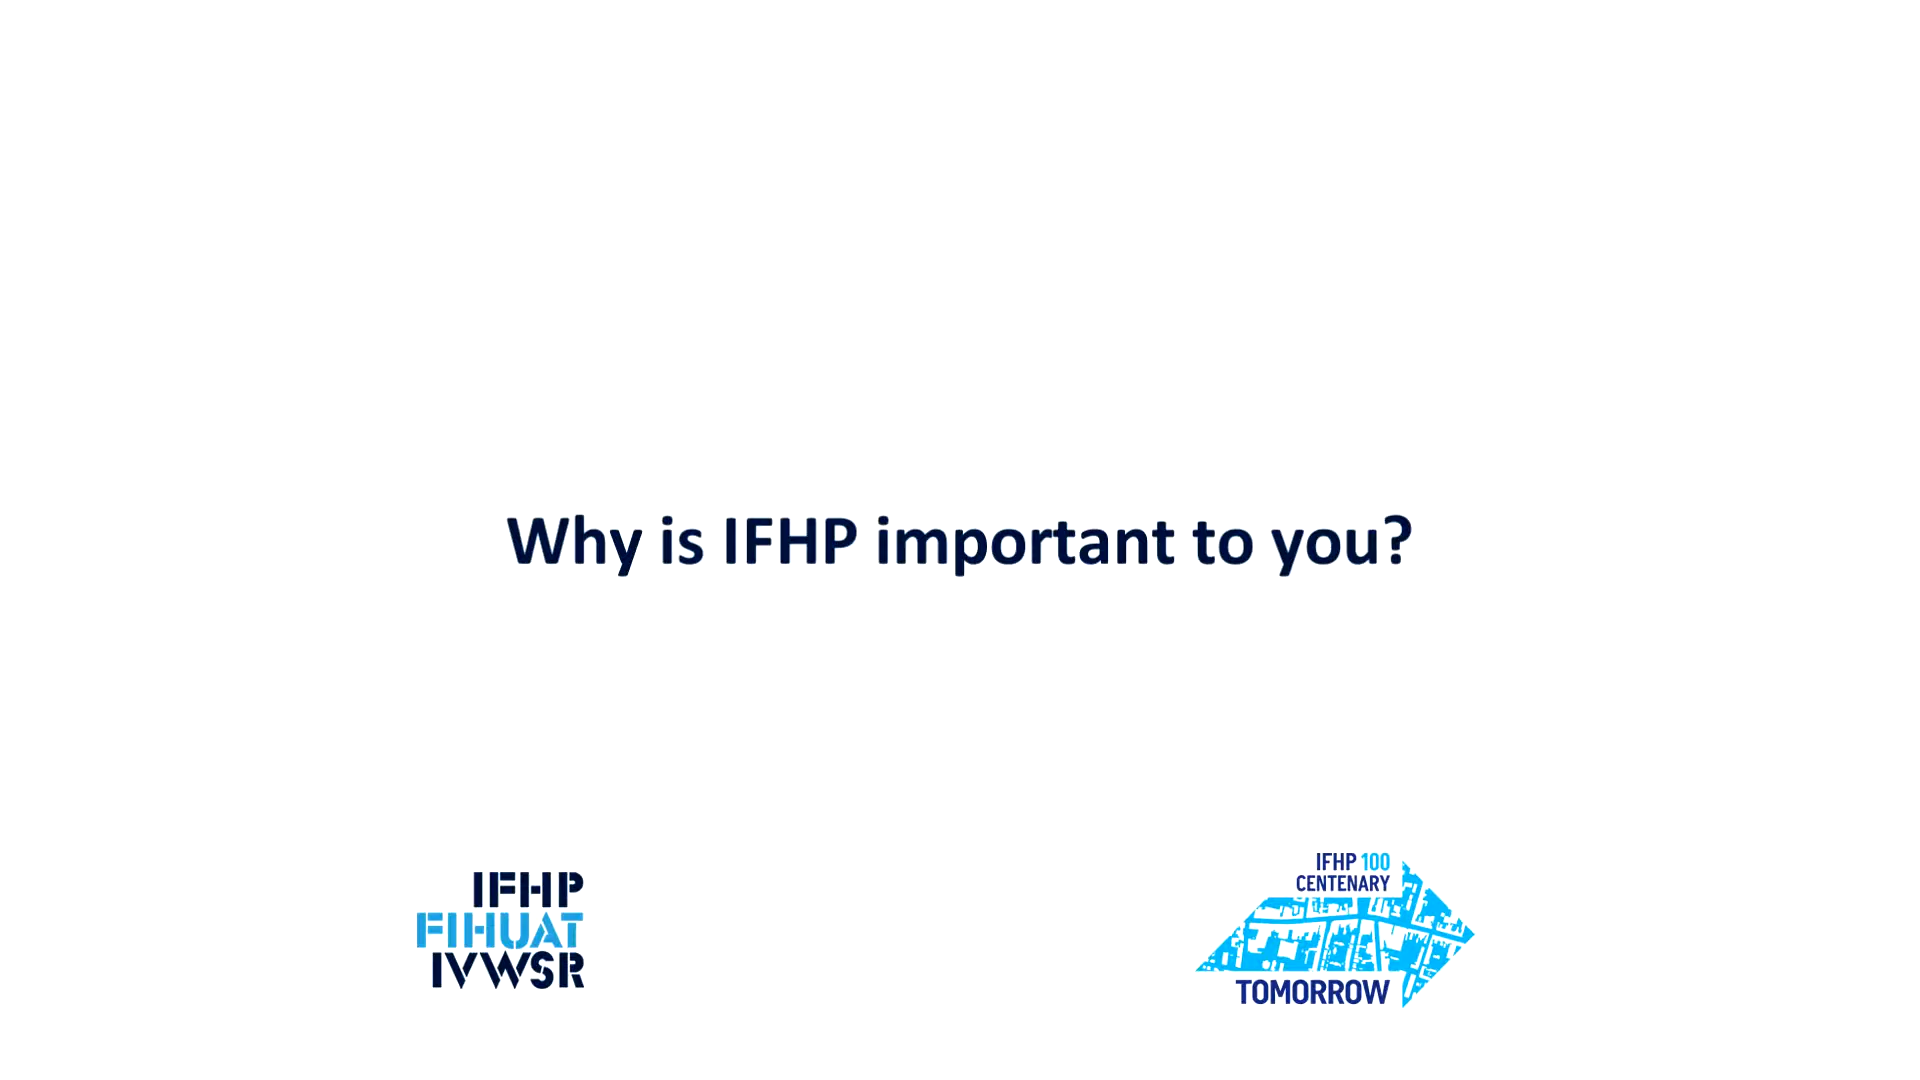 Why is IFHP important to you?
IFHP
FIHUAT
IVWSR
IFHP 100
CENTENARY
TOMORROW